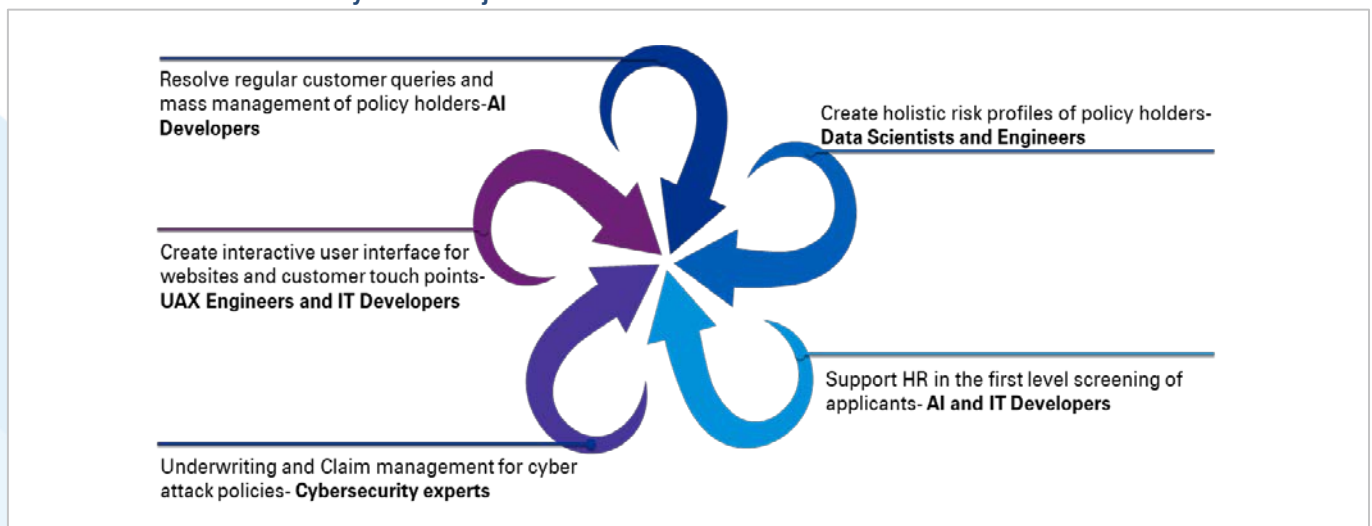 Resolve regular customer queries and
mass management of policy holders-AI
Developers
Create holistic risk profiles of policy holders-
Data Scientists and Engineers
Create interactive user interface for
websites and customer touch points-
UAX Engineers and IT Developers
Support HR in the first level screening of
applicants- AI and IT Developers
Underwriting and Claim management for cyber
attack policies- Cybersecurity experts